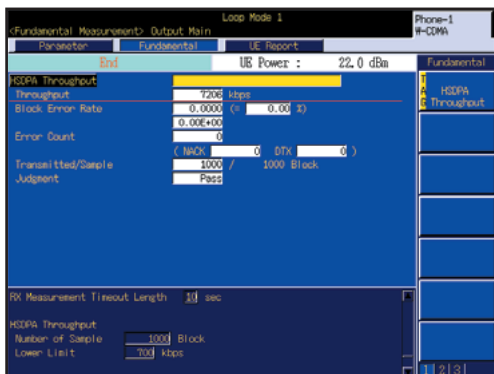 Loop Mode 1
Phone-1
<Fundamental Measurement> Output Main
W-CDMA
Parameter Fundamental UE Report
End UE Power : 22.0 dBm Fundamental
HSDPA Throughput
Throughput 7206 kbps
TAG HSDPA Throughput
Block Error Rate 0.0000 (= 0.00 %)
0.00E+00
Error Count 0
( NACK 0 DTX 0 )
Transmitted/Sample 1000 / 1000 Block
Judgment Pass
RX Measurement Timeout Length 10 sec
HSDPA Throughput
Number of Sample 1000 Block
Lower Limit 700 kbps
1 2 3